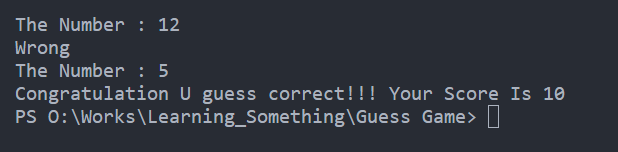 The Number : 12
Wrong
The Number : 5
Congratulation U guess correct!!! Your Score Is 10
PS O:\Works\Learning_Something\Guess Game>